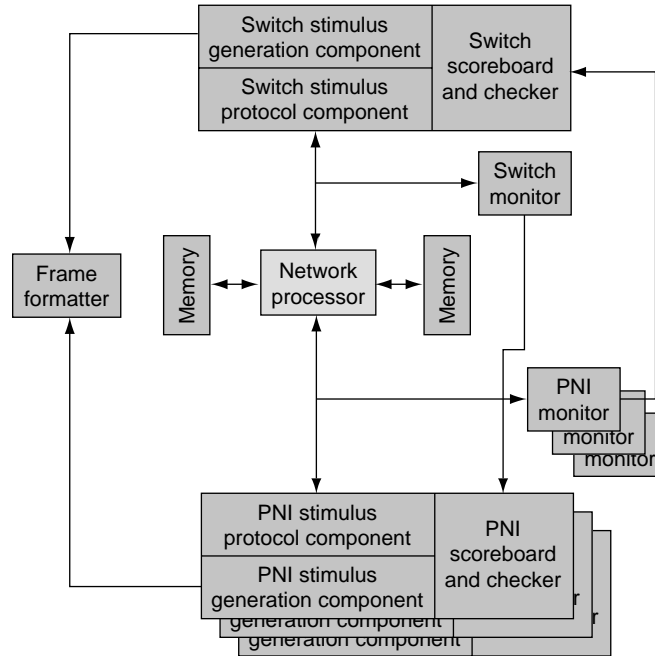 Switch stimulus
generation component
Switch stimulus
protocol component
Switch
scoreboard
and checker
Switch
monitor
Frame
formatter
Memory
Network
processor
Memory
PNI
monitor
monitor
monitor
PNI stimulus
protocol component
PNI stimulus
generation component
PNI
scoreboard
and checker
generation component
generation component